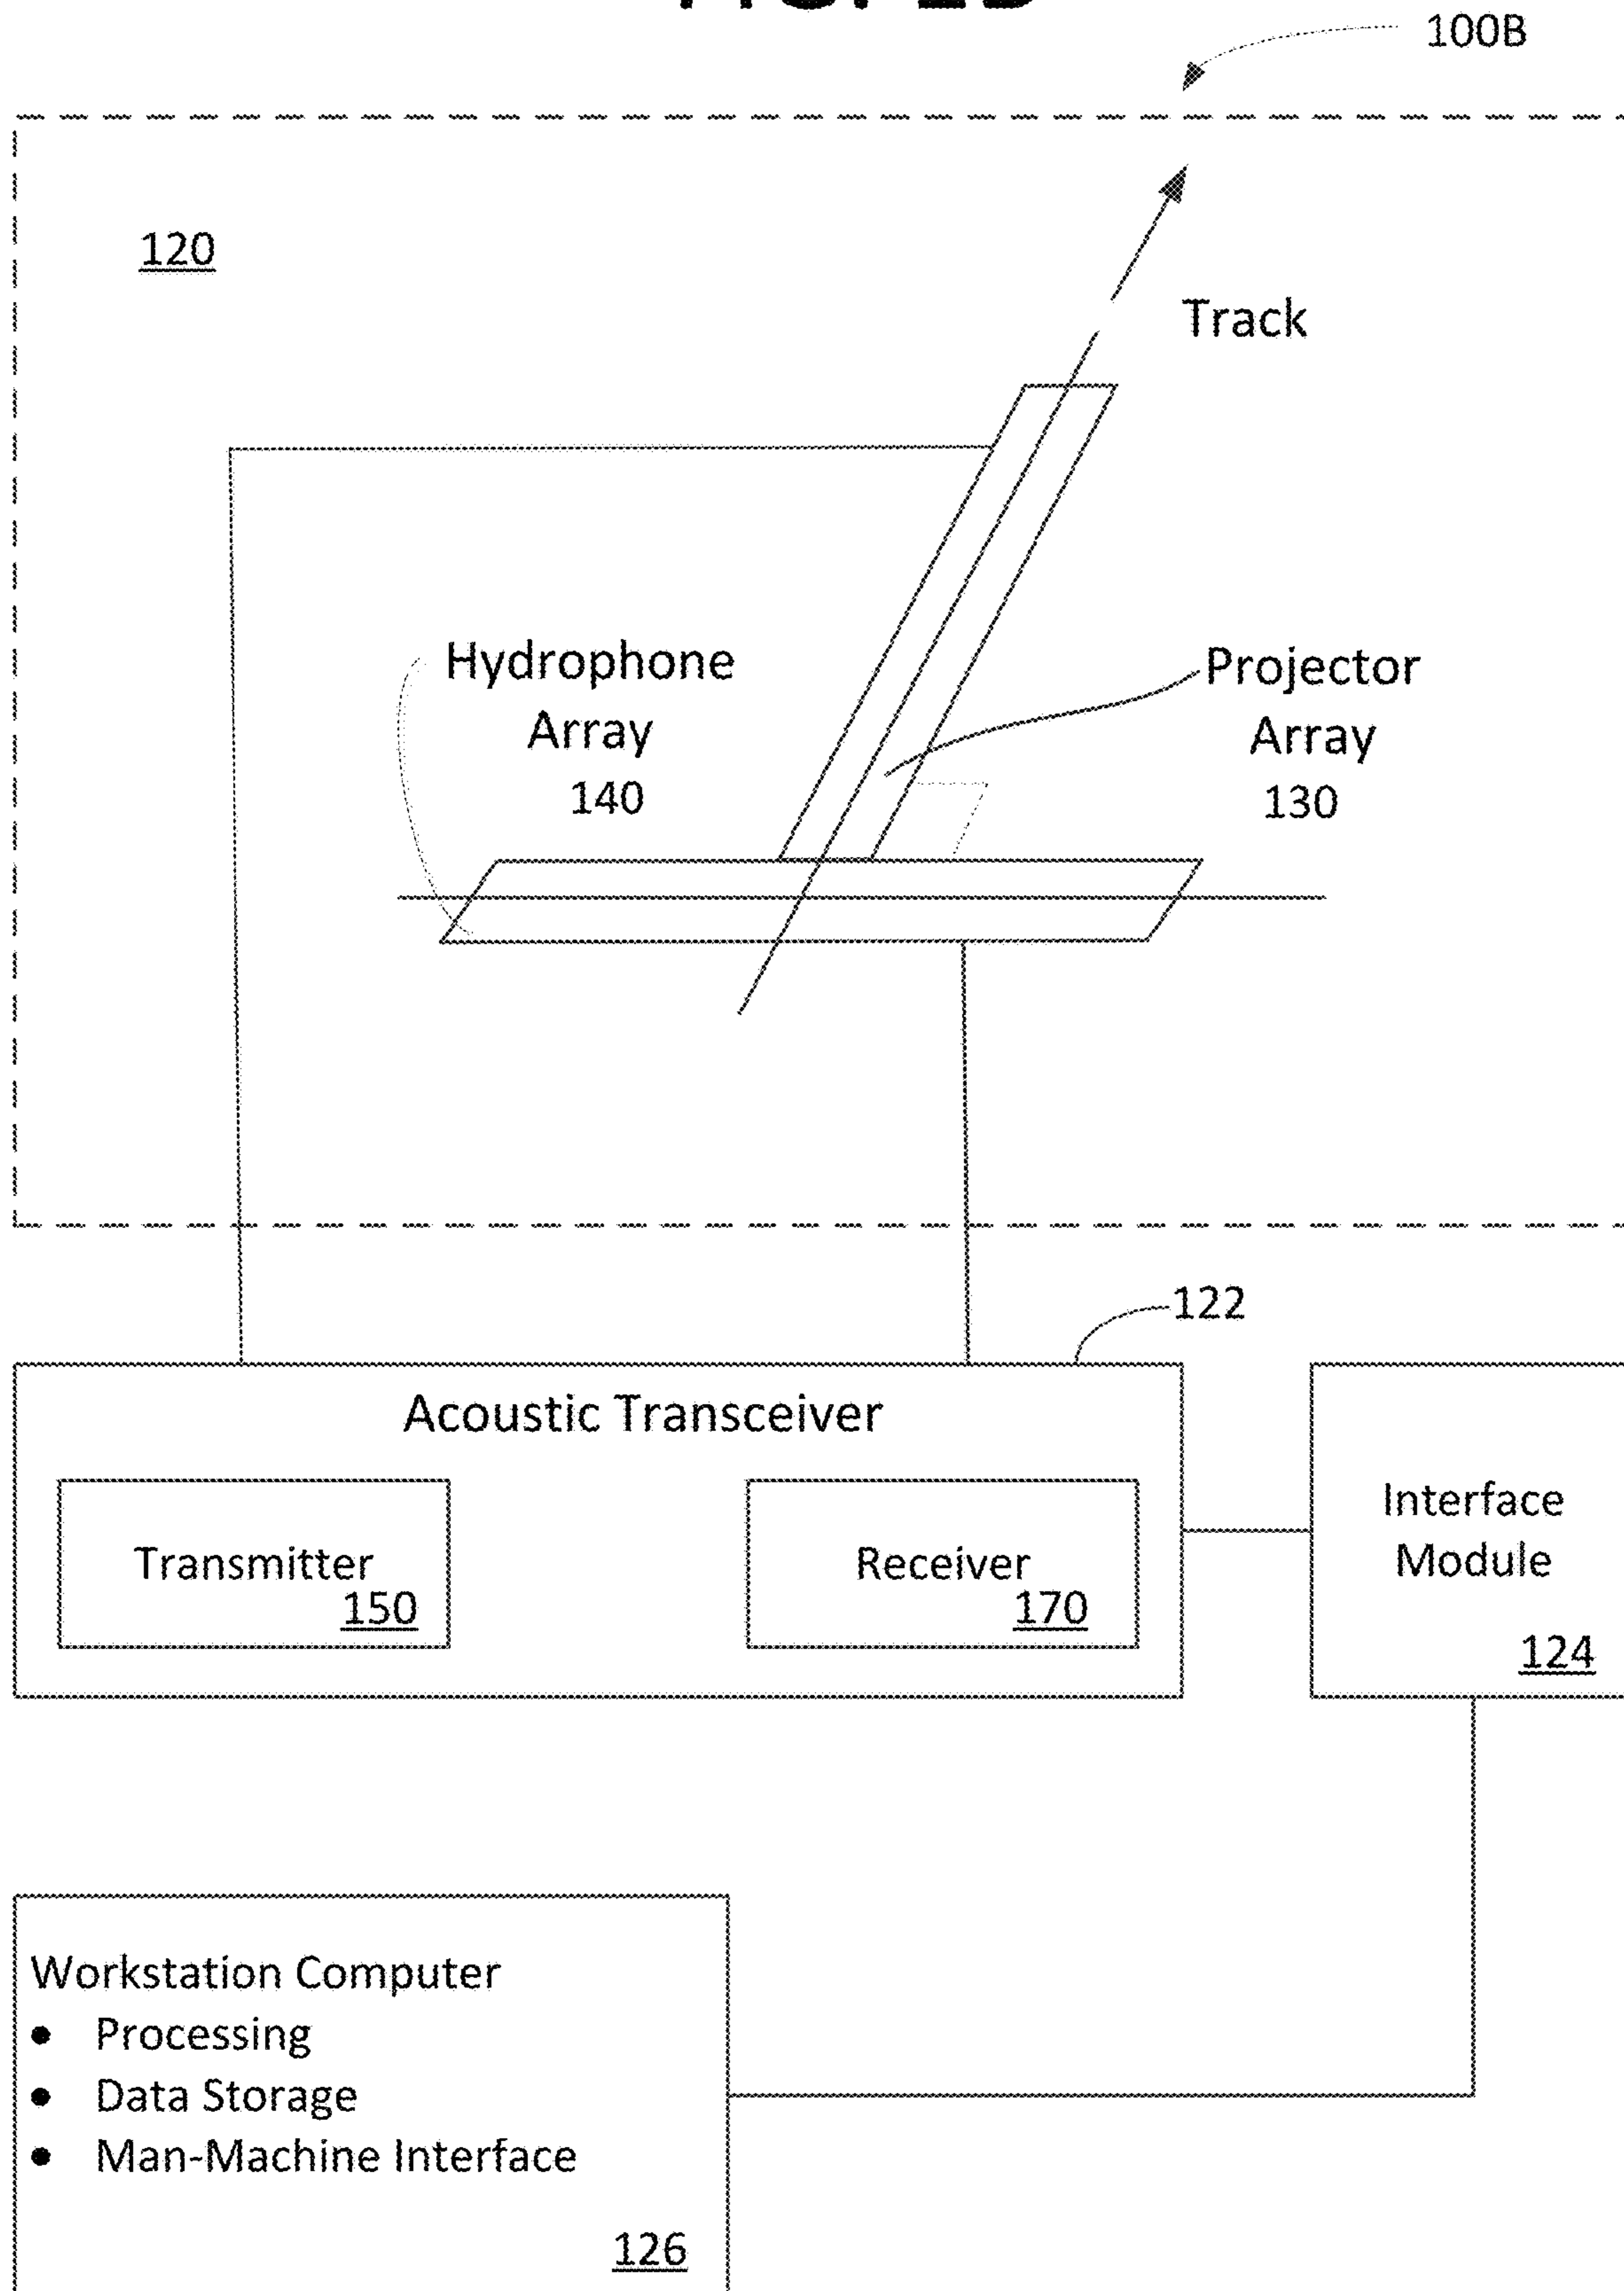 100B
120
Track
Hydrophone
Array
140
Projector
Array
130
122
Acoustic Transceiver
Transmitter
150
Receiver
170
Interface
Module
124
Workstation Computer
• Processing
• Data Storage
• Man-Machine Interface
126